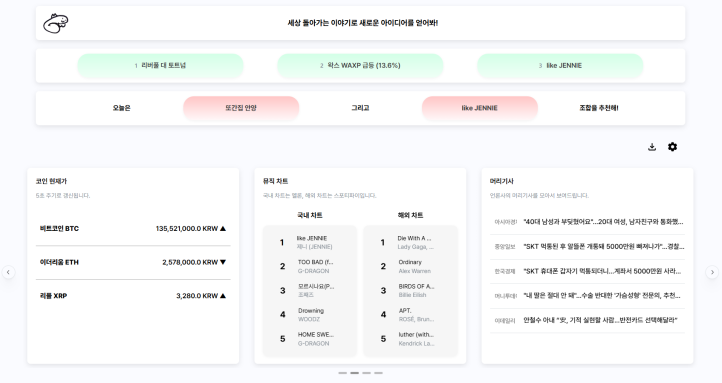 세상 돌아가는 이야기로 새로운 아이디어를 얻어봐!
1 리버풀 대 토트넘
2 왁스 WAXP 급등 (13.6%)
3 like JENNIE
오늘은 또간집 안양 그리고 like JENNIE 조합을 추천해!
코인 현재가
5초 주기로 갱신됩니다.
비트코인 BTC 135,521,000.0 KRW ▲
이더리움 ETH 2,578,000.0 KRW ▼
리플 XRP 3,280.0 KRW ▲
뮤직 차트
국내 차트는 멜론, 해외 차트는 스포티파이입니다.
국내 차트
1 like JENNIE
제니 (JENNIE)
2 TOO BAD (f...
G-DRAGON
3 모르시나요(P...
조째즈
4 Drowning
WOODZ
5 HOME SWE...
G-DRAGON
해외 차트
1 Die With A ...
Lady Gaga, ...
2 Ordinary
Alex Warren
3 BIRDS OF A...
Billie Eilish
4 APT.
ROSÉ, Brun...
5 luther (with...
Kendrick La...
머리기사
언론사의 머리기사를 모아서 보여드립니다.
아시아경제 "40대 남성과 부딪혔어요"...20대 여성, 남자친구와 통화했...
중앙일보 "SKT 먹통된 후 알뜰폰 개통돼 5000만원 빠져나가"...경찰...
한국경제 "SKT 휴대폰 갑자기 먹통되더니...계좌서 5000만원 사라...
머니투데이 "내 말은 절대 안 돼"...수술 반대한 '가슴성형' 전문의, 추천...
이데일리 안철수 아내 "安, 기적 실현할 사람...반전카드 선택해달라"